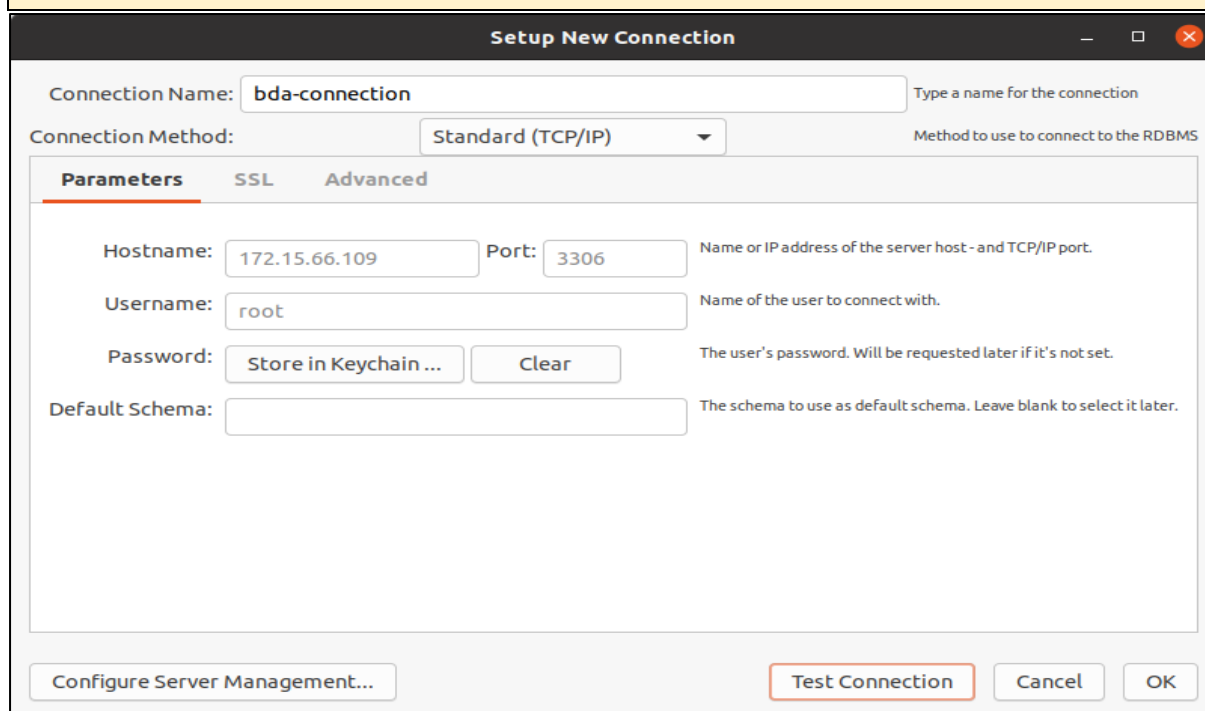 Setup New Connection
Connection Name: bda-connection Type a name for the connection
Connection Method: Standard (TCP/IP) Method to use to connect to the RDBMS
Parameters SSL Advanced
Hostname: 172.15.66.109 Port: 3306 Name or IP address of the server host - and TCP/IP port.
Username: root Name of the user to connect with.
Password: Store in Keychain ... Clear The user's password. Will be requested later if it's not set.
Default Schema: The schema to use as default schema. Leave blank to select it later.
Configure Server Management... Test Connection Cancel OK